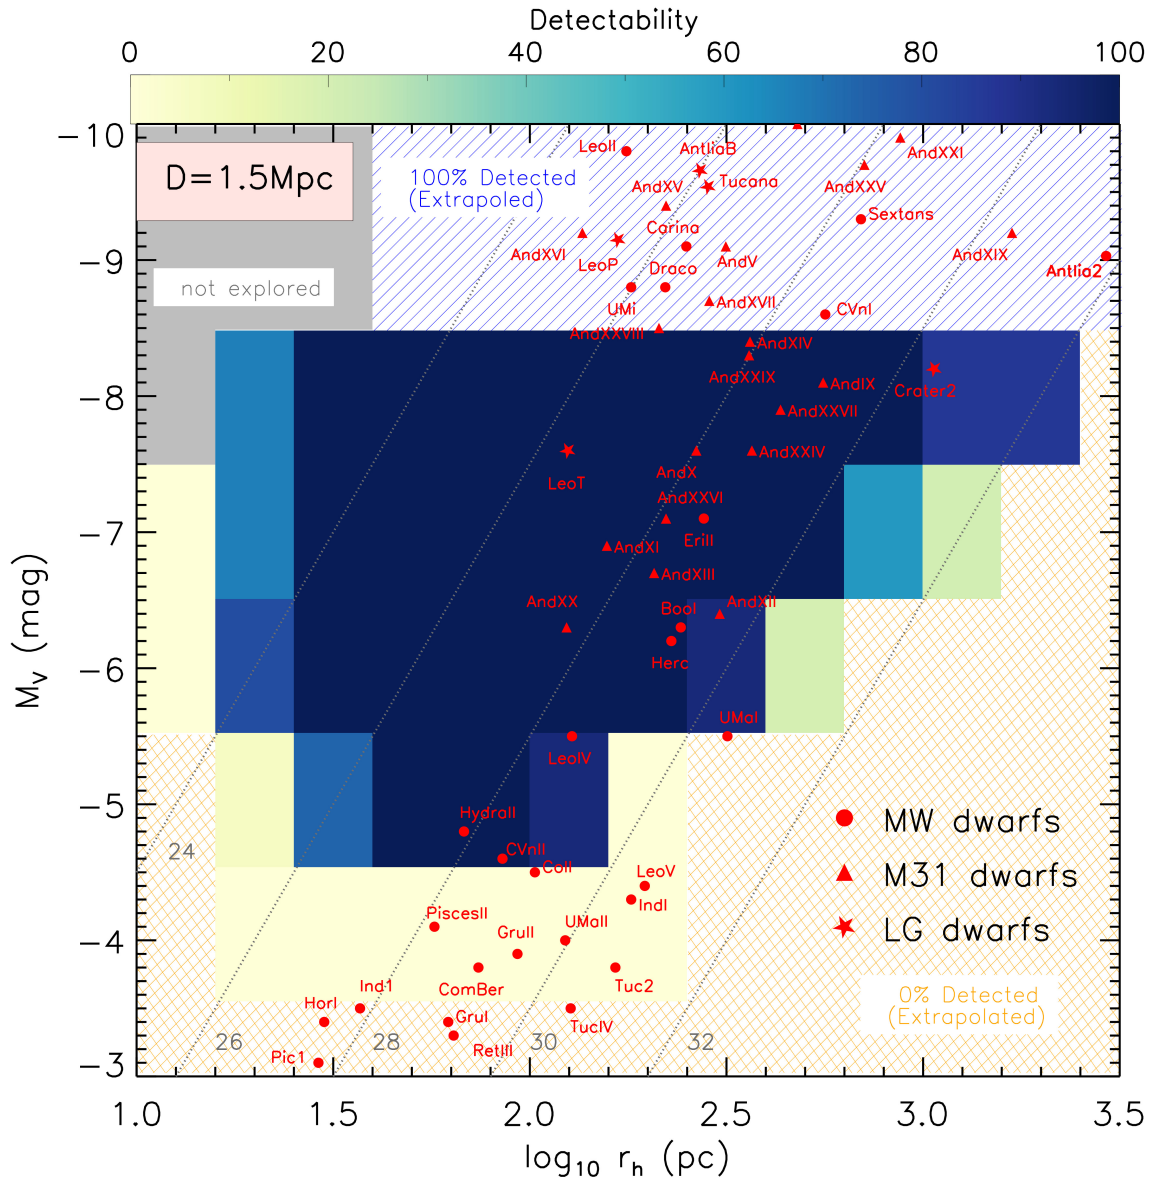 Detectability
0 20 40 60 80 100
−10
LeoII
AntliaB
AndXXI
D=1.5Mpc
100% Detected
(Extrapoled)
AndXV
Tucana
AndXXV
Carina
Sextans
AndXVI
LeoP
Draco
AndV
AndXIX
−9
Antlia2
not explored
UMi
AndXVII
CVnI
AndXXVIII
AndXIV
AndXXIX
AndIX
Crater2
−8
AndXXVII
AndX
AndXXIV
LeoT
AndXXVI
−7
EriII
AndXI
AndXIII
AndXX
BooI
AndXII
Herc
−6
UMaI
LeoIV
−5
HydraII
MW dwarfs
24
CVnII
ColI
LeoV
M31 dwarfs
IndI
PiscesII
UMaII
GruII
LG dwarfs
−4
ComBer
Tuc2
Ind1
0% Detected
(Extrapolated)
HorI
GruI
TucIV
26 28 30 32
Pic1
RetIII
−3
M_V (mag)
1.0 1.5 2.0 2.5 3.0 3.5
log₁₀ r_h (pc)